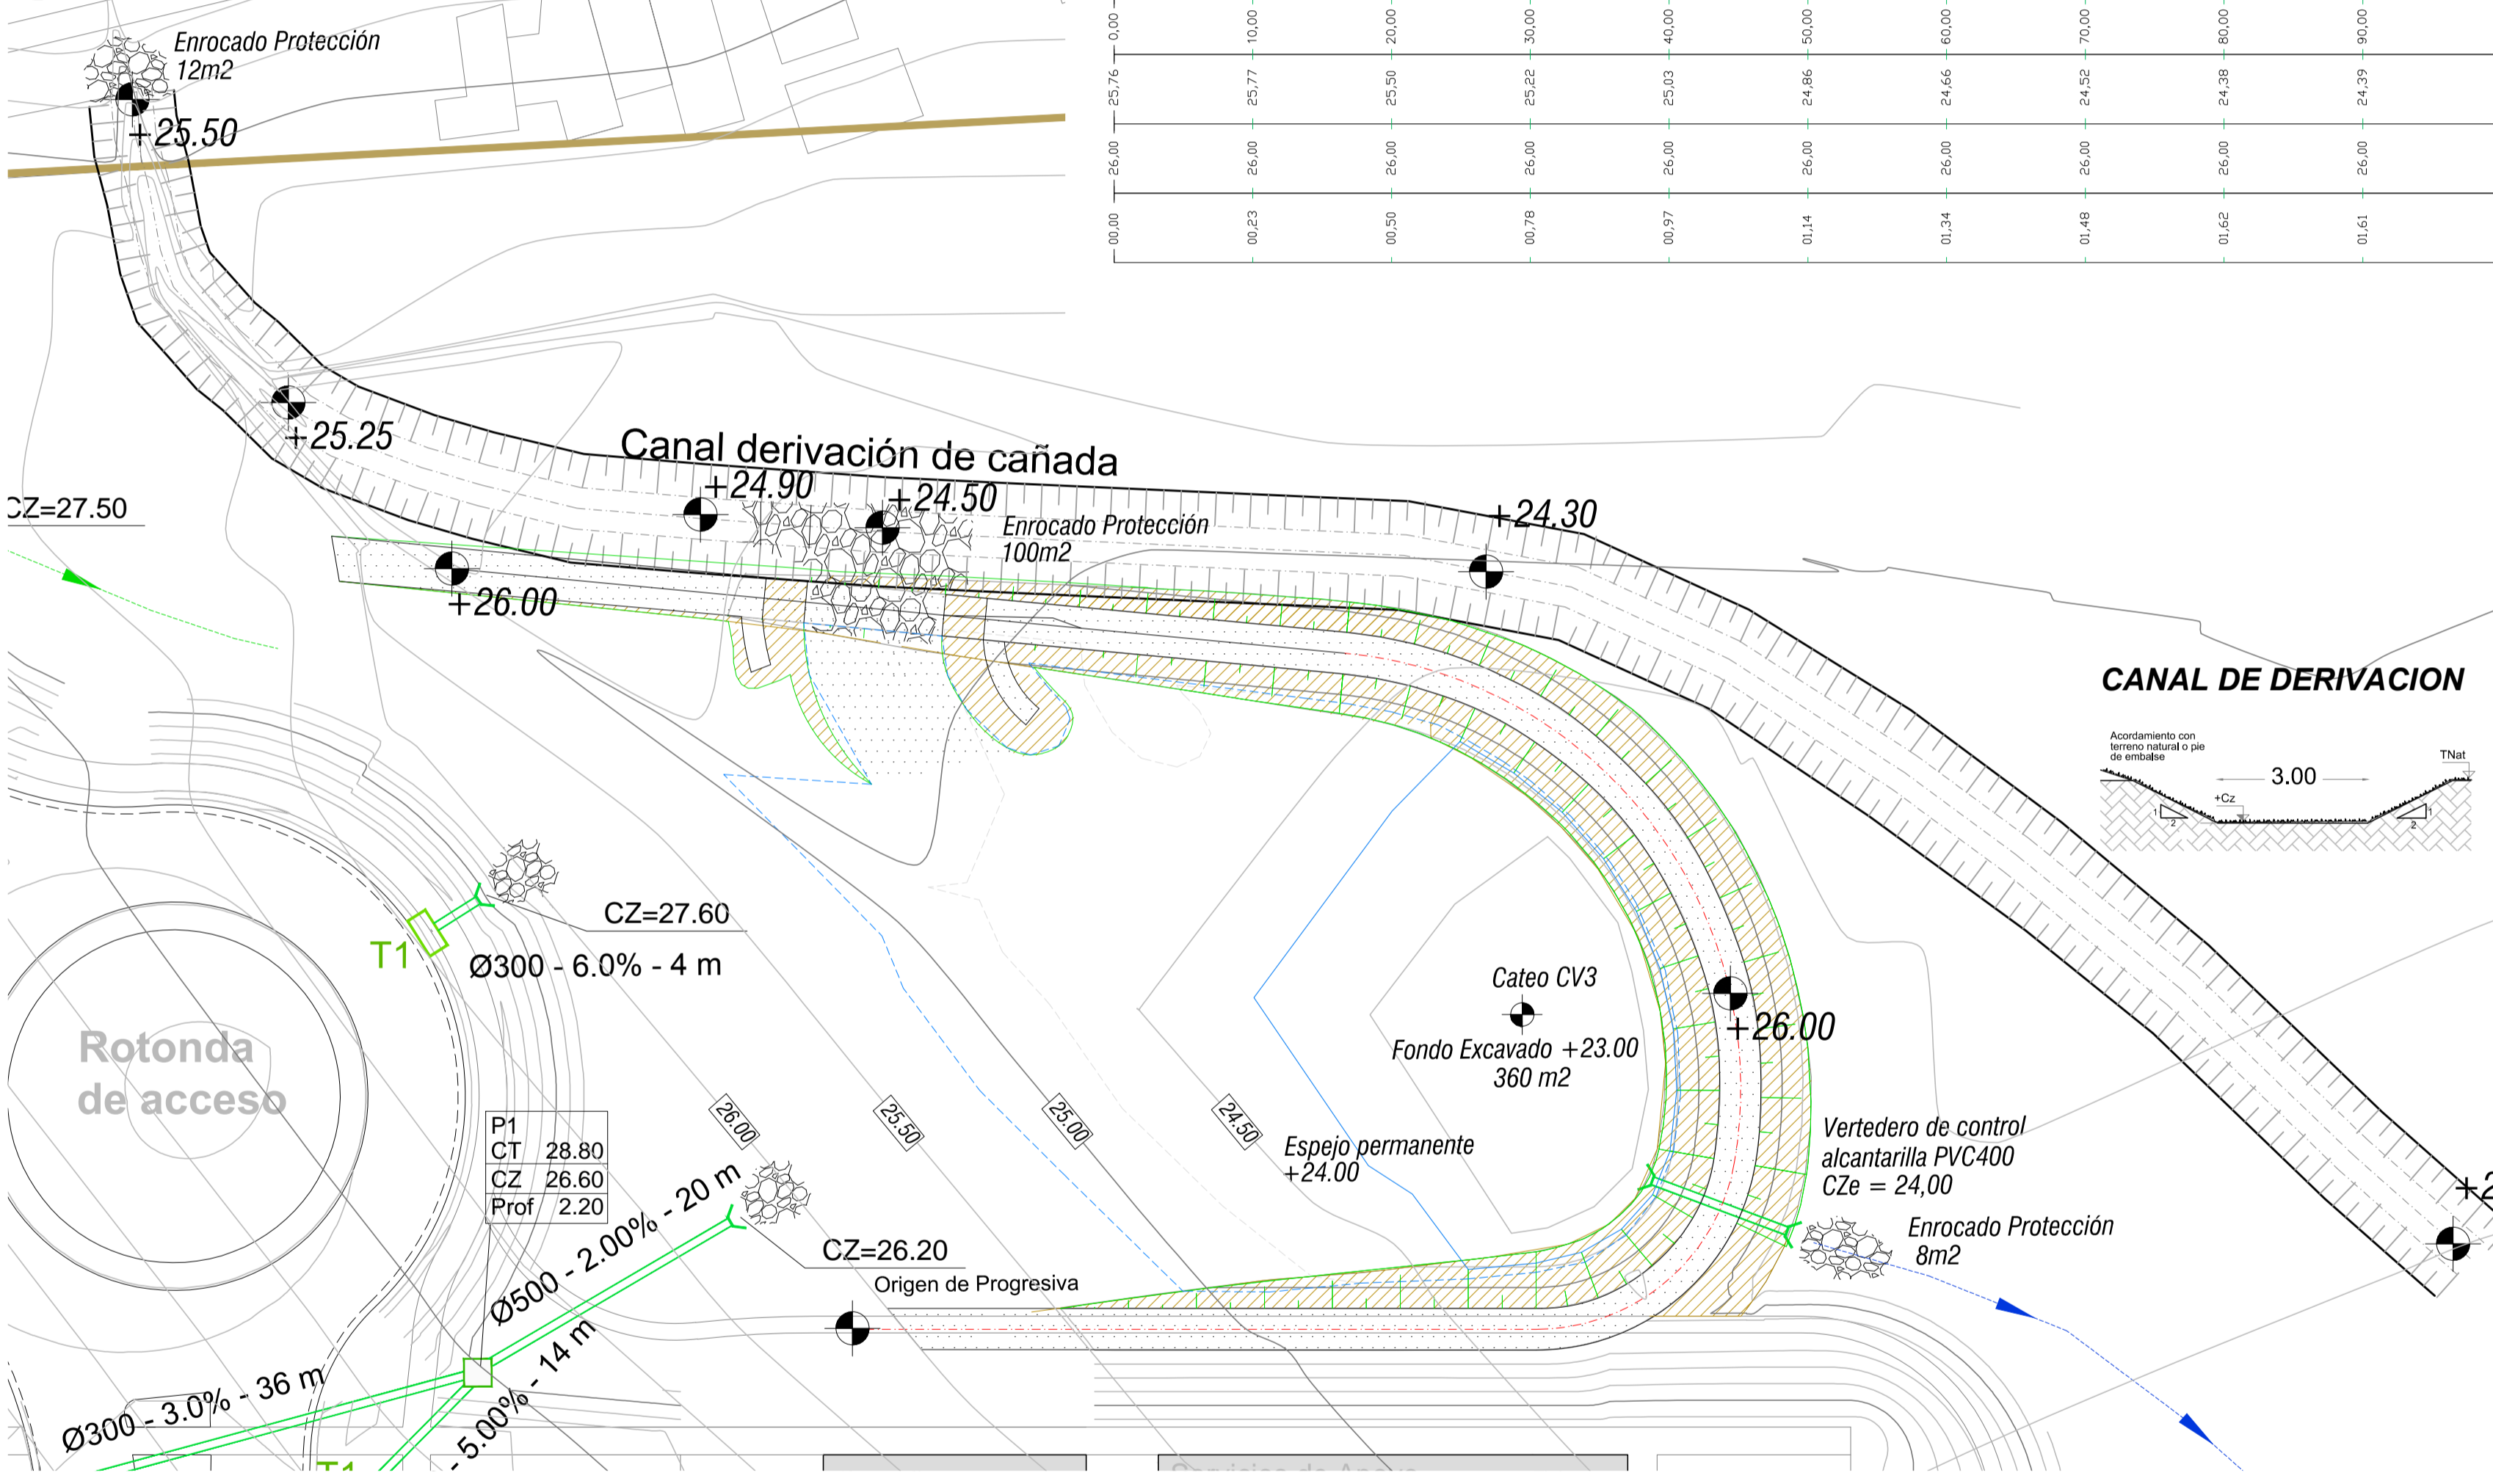 Enrocado Protección
12m2
+25.50
0,00 10,00 20,00 30,00 40,00 50,00 60,00 70,00 80,00 90,00
25,76 25,77 25,50 25,22 25,03 24,86 24,66 24,52 24,38 24,39
26,00 26,00 26,00 26,00 26,00 26,00 26,00 26,00 26,00 26,00
00,00 00,23 00,50 00,78 00,97 01,14 01,34 01,48 01,62 01,61
+25.25
Canal derivación de cañada
+24.90
+24.50
Enrocado Protección
100m2
+24.30
CZ=27.50
+26.00
CANAL DE DERIVACION
Acordamiento con
terreno natural o pie
de embalse
TNat
3.00
+Cz
1
2
1
2
CZ=27.60
T1
Ø300 - 6.0% - 4 m
Cateo CV3
+26.00
Fondo Excavado +23.00
360 m2
Rotonda
de acceso
26.00
25.50
25.00
24.50
P1
CT 28.80
CZ 26.60
Prof 2.20
Espejo permanente
+24.00
Vertedero de control
alcantarilla PVC400
CZe = 24,00
Enrocado Protección
8m2
Ø500 - 2.00% - 20 m
CZ=26.20
Origen de Progresiva
Ø300 - 3.0% - 36 m
- 5.00% - 14 m
T1
Servicios de Apoyo